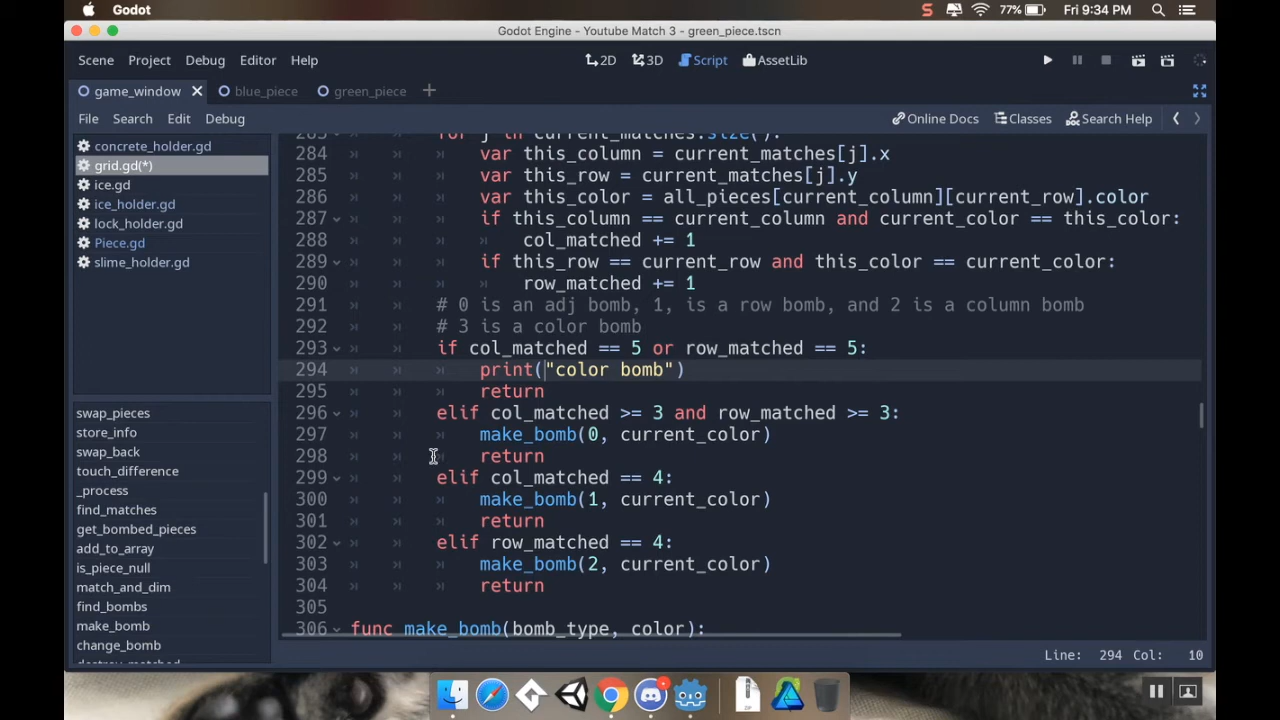 Godot
77% Fri 9:34 PM
Godot Engine - Youtube Match 3 - green_piece.tscn
Scene Project Debug Editor Help 2D 3D Script AssetLib
game_window blue_piece green_piece
File Search Edit Debug Online Docs Classes Search Help
concrete_holder.gd
grid.gd(*)
ice.gd
ice_holder.gd
lock_holder.gd
Piece.gd
slime_holder.gd
swap_pieces
store_info
swap_back
touch_difference
_process
find_matches
get_bombed_pieces
add_to_array
is_piece_null
match_and_dim
find_bombs
make_bomb
change_bomb
destroy_matched
283 for j in current_matches.size():
284 var this_column = current_matches[j].x
285 var this_row = current_matches[j].y
286 var this_color = all_pieces[current_column][current_row].color
287 if this_column == current_column and current_color == this_color:
288 col_matched += 1
289 if this_row == current_row and this_color == current_color:
290 row_matched += 1
291 # 0 is an adj bomb, 1, is a row bomb, and 2 is a column bomb
292 # 3 is a color bomb
293 if col_matched == 5 or row_matched == 5:
294 print("color bomb")
295 return
296 elif col_matched >= 3 and row_matched >= 3:
297 make_bomb(0, current_color)
298 return
299 elif col_matched == 4:
300 make_bomb(1, current_color)
301 return
302 elif row_matched == 4:
303 make_bomb(2, current_color)
304 return
305
306 func make_bomb(bomb_type, color):
Line: 294 Col: 10